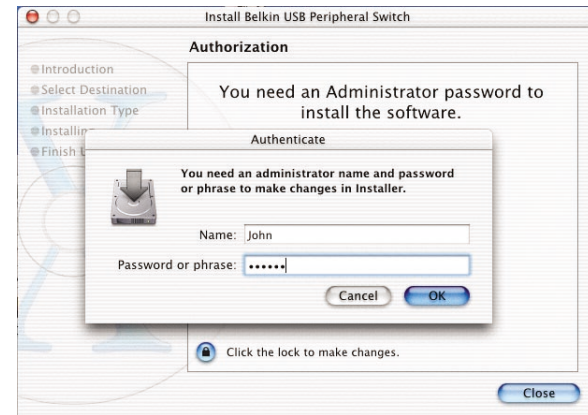 Install Belkin USB Peripheral Switch
Authorization
Introduction
Select Destination
Installation Type
Installing
Finish U
You need an Administrator password to
install the software.
Authenticate
You need an administrator name and password
or phrase to make changes in Installer.
Name: John
Password or phrase: ••••••
Cancel OK
Click the lock to make changes.
Close